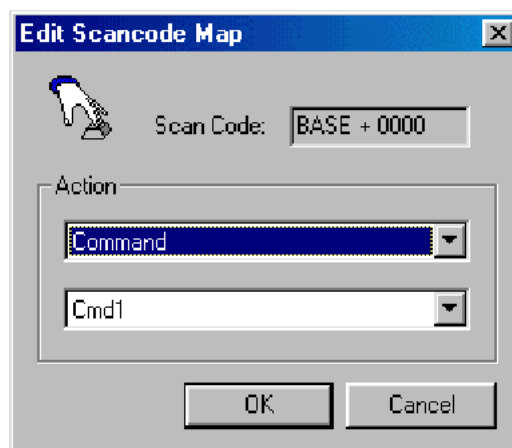 Edit Scancode Map
Scan Code: BASE + 0000
Action
Command
Cmd1
OK Cancel